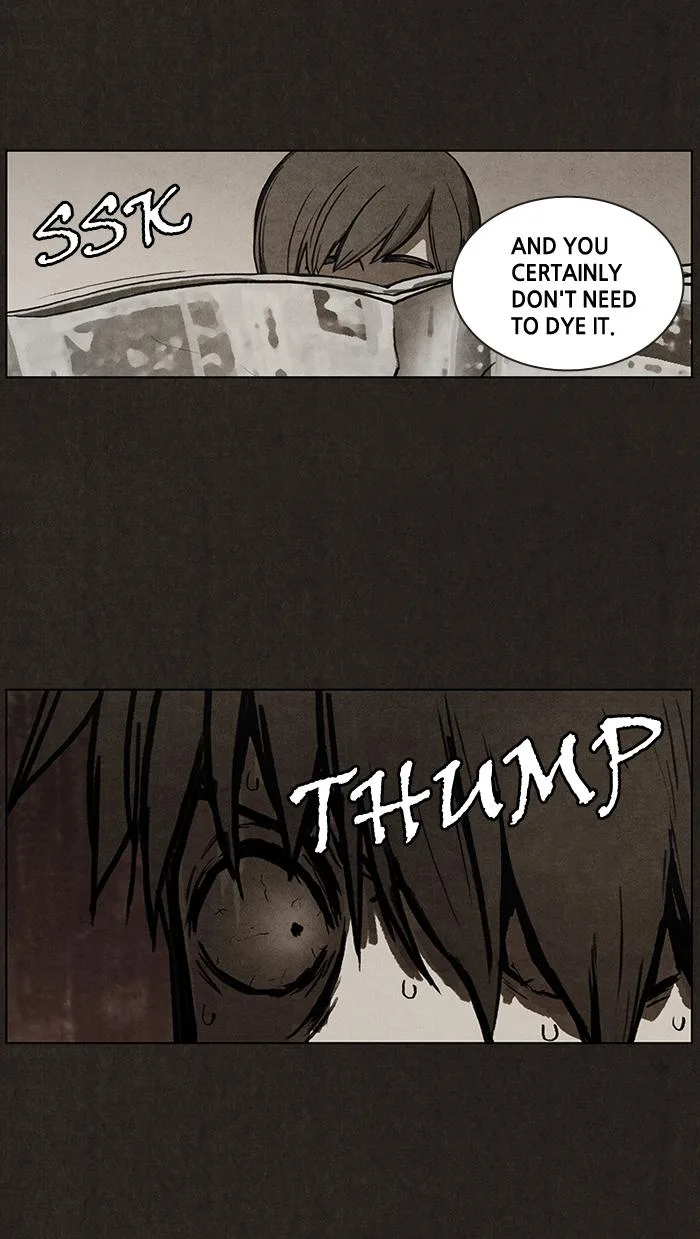 SSK
AND YOU
CERTAINLY
DON'T NEED
TO DYE IT.
THUMP